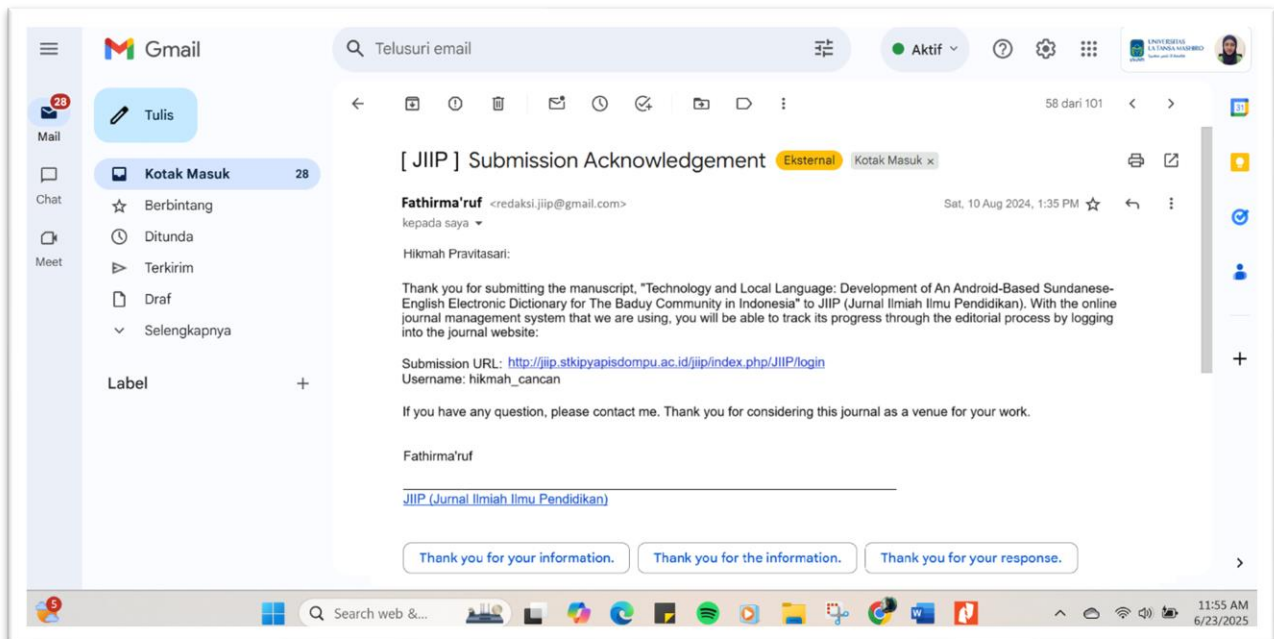 Gmail
Telusuri email
Aktif
UNIVERSITAS
LA TANSA MASHIRO
28
Mail
Chat
Meet
Tulis
Kotak Masuk 28
Berbintang
Ditunda
Terkirim
Draf
Selengkapnya
Label
58 dari 101
31
[ JIIP ] Submission Acknowledgement Eksternal Kotak Masuk x
Fathirma'ruf <redaksi.jiip@gmail.com> Sat, 10 Aug 2024, 1:35 PM
kepada saya
Hikmah Pravitasari:
Thank you for submitting the manuscript, "Technology and Local Language: Development of An Android-Based Sundanese-
English Electronic Dictionary for The Baduy Community in Indonesia" to JIIP (Jurnal Ilmiah Ilmu Pendidikan). With the online
journal management system that we are using, you will be able to track its progress through the editorial process by logging
into the journal website:
Submission URL: http://jiip.stkipyapisdompu.ac.id/jiip/index.php/JIIP/login
Username: hikmah_cancan
If you have any question, please contact me. Thank you for considering this journal as a venue for your work.
Fathirma'ruf
JIIP (Jurnal Ilmiah Ilmu Pendidikan)
Thank you for your information. Thank you for the information. Thank you for your response.
5
Search web &...
11:55 AM
6/23/2025